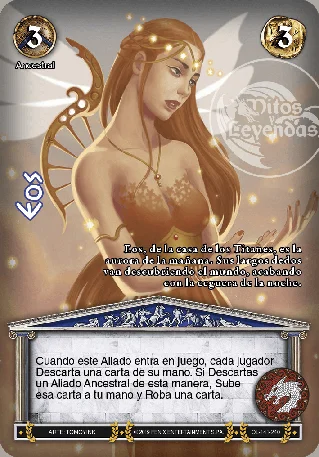 3
3
Ancestral
Mitos
y
Leyendas
Eos
Eos, de la casa de los Titanes, es la
aurora de la mañana. Sus largos dedos
van descubriendo el mundo, acabando
con la ceguera de la noche.
Cuando este Aliado entra en juego, cada jugador
Descarta una carta de su mano. Si Descartas
un Aliado Ancestral de esta manera, Sube
esa carta a tu mano y Roba una carta.